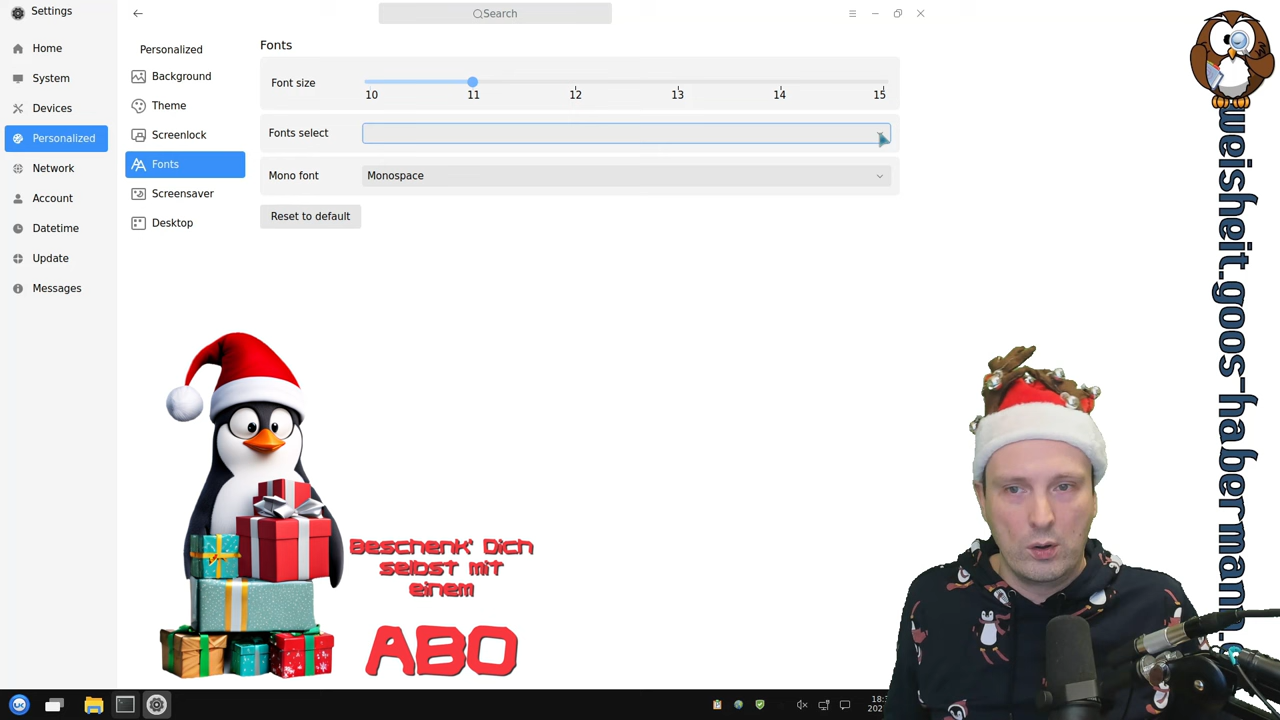 Settings
Search
Home
System
Devices
Personalized
Network
Account
Datetime
Update
Messages
Personalized
Background
Theme
Screenlock
Fonts
Screensaver
Desktop
Fonts
Font size
10 11 12 13 14 15
Fonts select
Mono font
Monospace
Reset to default
Beschenk' Dich
selbst mit
einem
ABO